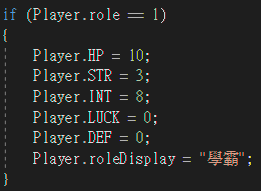 if (Player.role == 1)
{
Player.HP = 10;
Player.STR = 3;
Player.INT = 8;
Player.LUCK = 0;
Player.DEF = 0;
Player.roleDisplay = "學霸";
}